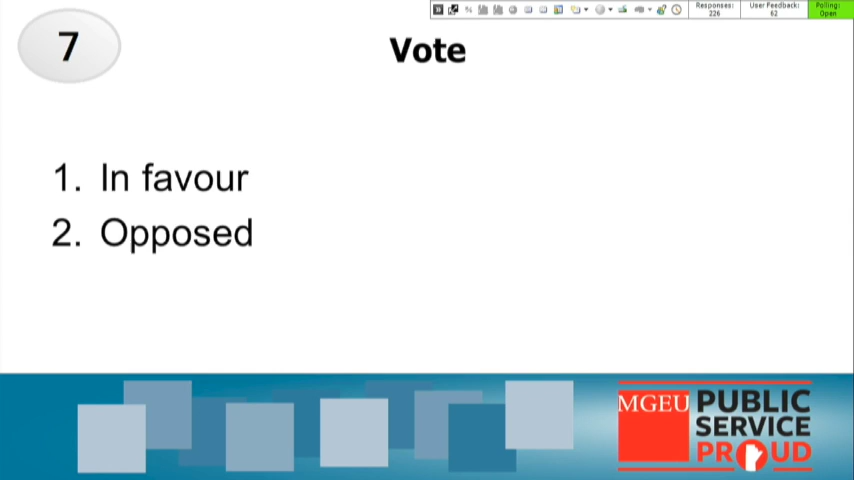 Responses:
226
User Feedback:
62
Polling:
Open
7
Vote
1. In favour
2. Opposed
MGEU
PUBLIC
SERVICE
PROUD